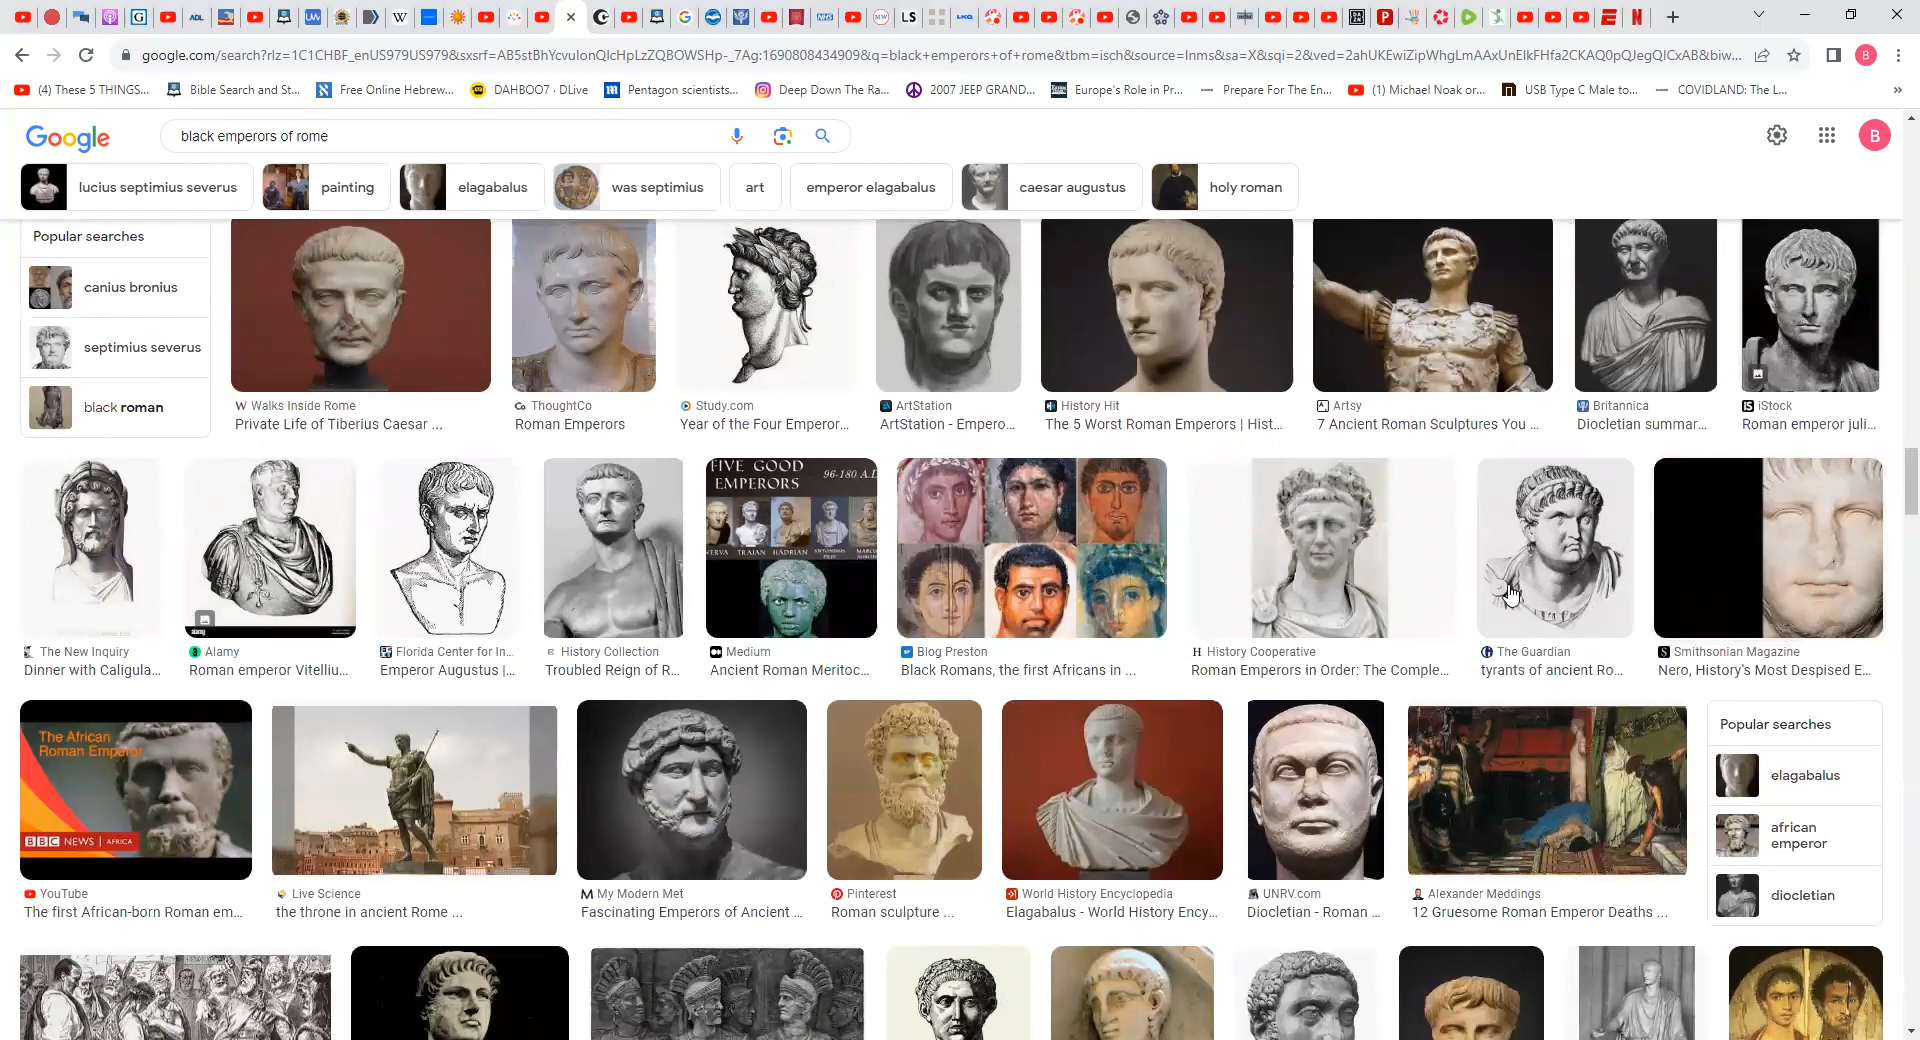 google.com/search?rlz=1C1CHBF_enUS979US979&sxsrf=AB5stBhYcvuIonQIcHpLzZQBOWSHp-_7Ag:1690808434909&q=black+emperors+of+rome&tbm=isch&source=lnms&sa=X&sqi=2&ved=2ahUKEwiZipWhgLmAAxUnElkFHfa2CKAQ0pQJegQICxAB&biw...
B
(4) These 5 THINGS...
Bible Search and St...
Free Online Hebrew...
DAHBOO7 · DLive
Pentagon scientists...
Deep Down The Ra...
2007 JEEP GRAND...
Europe's Role in Pr...
Prepare For The En...
(1) Michael Noak or...
USB Type C Male to...
COVIDLAND: The L...
»
Google
black emperors of rome
B
lucius septimius severus
painting
elagabalus
was septimius
art
emperor elagabalus
caesar augustus
holy roman
Popular searches
canius bronius
septimius severus
black roman
Walks Inside Rome
Private Life of Tiberius Caesar ...
ThoughtCo
Roman Emperors
Study.com
Year of the Four Emperor...
ArtStation
ArtStation - Empero...
History Hit
The 5 Worst Roman Emperors | Hist...
Artsy
7 Ancient Roman Sculptures You ...
Britannica
Diocletian summar...
iStock
Roman emperor juli...
The New Inquiry
Dinner with Caligula...
alamy
Alamy
Roman emperor Vitelliu...
Florida Center for In...
Emperor Augustus |...
History Collection
Troubled Reign of R...
FIVE GOOD
EMPERORS
96-180 A.D
NERVA TRAJAN HADRIAN
Medium
Ancient Roman Meritoc...
Blog Preston
Black Romans, the first Africans in ...
History Cooperative
Roman Emperors in Order: The Comple...
The Guardian
tyrants of ancient Ro...
Smithsonian Magazine
Nero, History's Most Despised E...
The African
Roman Emperor
BBC NEWS | AFRICA
YouTube
The first African-born Roman em...
Live Science
the throne in ancient Rome ...
My Modern Met
Fascinating Emperors of Ancient ...
Pinterest
Roman sculpture ...
World History Encyclopedia
Elagabalus - World History Ency...
UNRV.com
Diocletian - Roman ...
Alexander Meddings
12 Gruesome Roman Emperor Deaths ...
Popular searches
elagabalus
african
emperor
diocletian